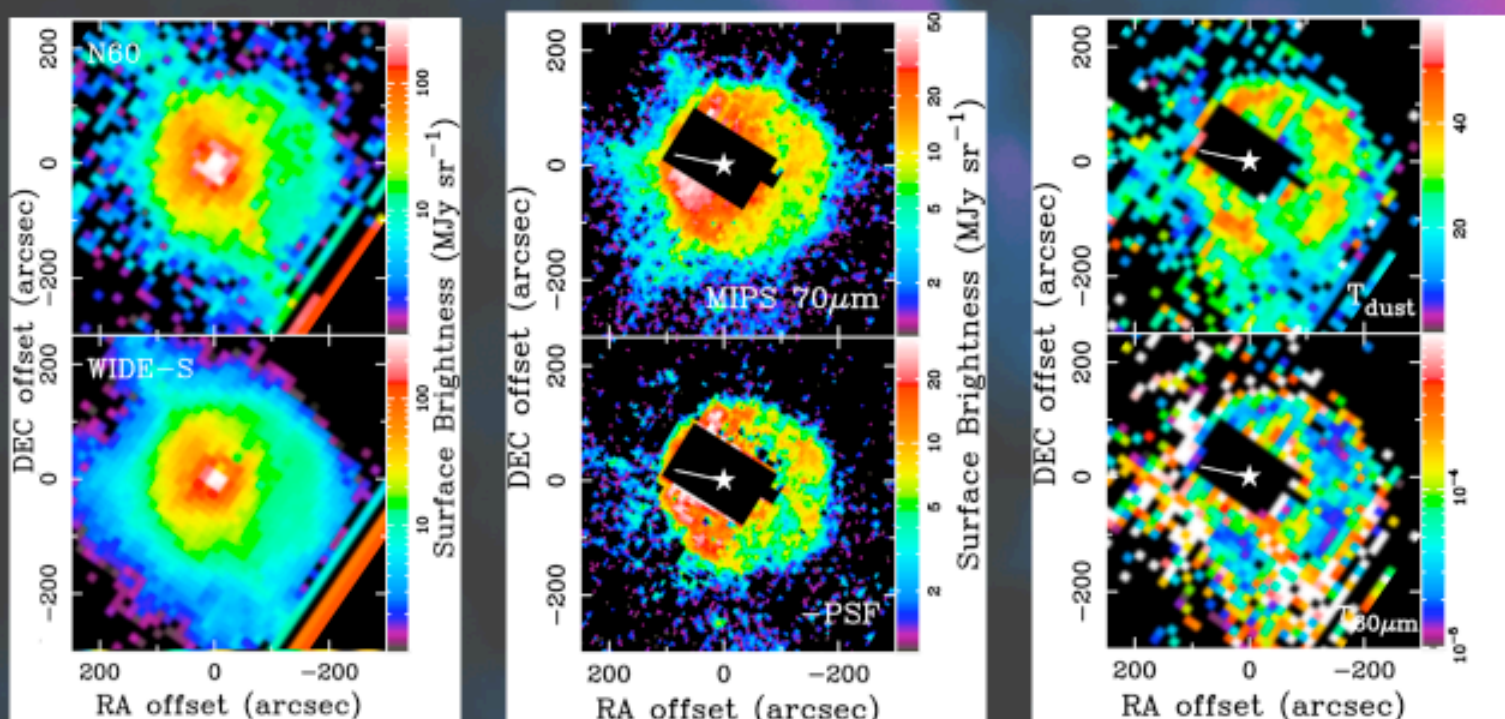 N60
200
0
-200
DEC offset (arcsec)
100
10
Surface Brightness (MJy sr⁻¹)
WIDE-S
200
0
-200
100
10
200 0 -200
RA offset (arcsec)
200
0
-200
DEC offset (arcsec)
MIPS 70μm
50
20
10
5
2
Surface Brightness (MJy sr⁻¹)
200
0
-200
-PSF
20
10
5
2
200 0 -200
RA offset (arcsec)
200
0
-200
DEC offset (arcsec)
T_dust
40
20
200
0
-200
10⁻⁴
200 0 -200
RA offset (arcsec)